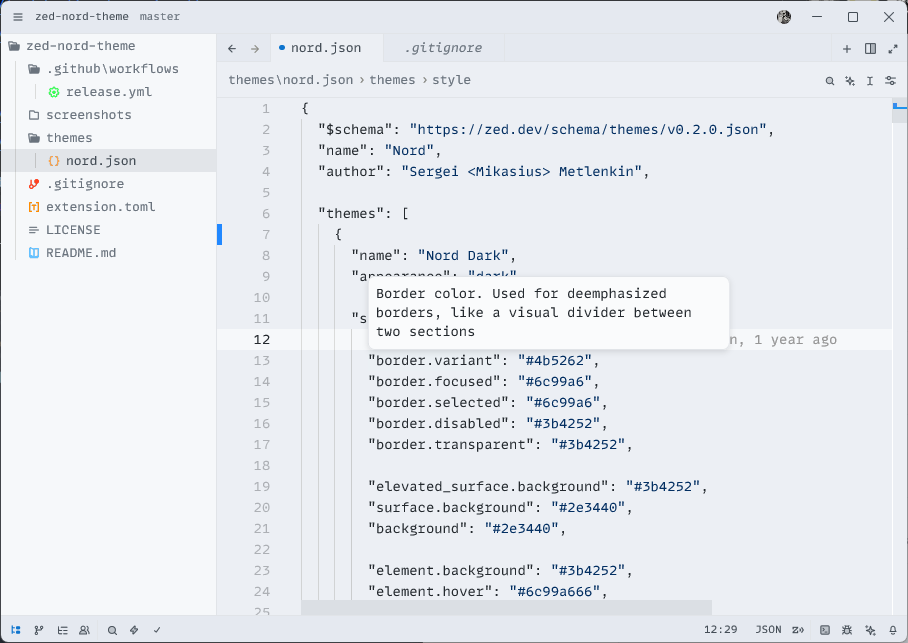 zed-nord-theme master
zed-nord-theme
.github\workflows
release.yml
screenshots
themes
nord.json
.gitignore
extension.toml
LICENSE
README.md
nord.json
.gitignore
themes\nord.json › themes › style
1 {
2 "$schema": "https://zed.dev/schema/themes/v0.2.0.json",
3 "name": "Nord",
4 "author": "Sergei <Mikasius> Metlenkin",
5
6 "themes": [
7 {
8 "name": "Nord Dark",
9 "appearance": "dark"
10
11 "s
Border color. Used for deemphasized
borders, like a visual divider between
two sections
12 n, 1 year ago
13 "border.variant": "#4b5262",
14 "border.focused": "#6c99a6",
15 "border.selected": "#6c99a6",
16 "border.disabled": "#3b4252",
17 "border.transparent": "#3b4252",
18
19 "elevated_surface.background": "#3b4252",
20 "surface.background": "#2e3440",
21 "background": "#2e3440",
22
23 "element.background": "#3b4252",
24 "element.hover": "#6c99a666",
25
12:29 JSON